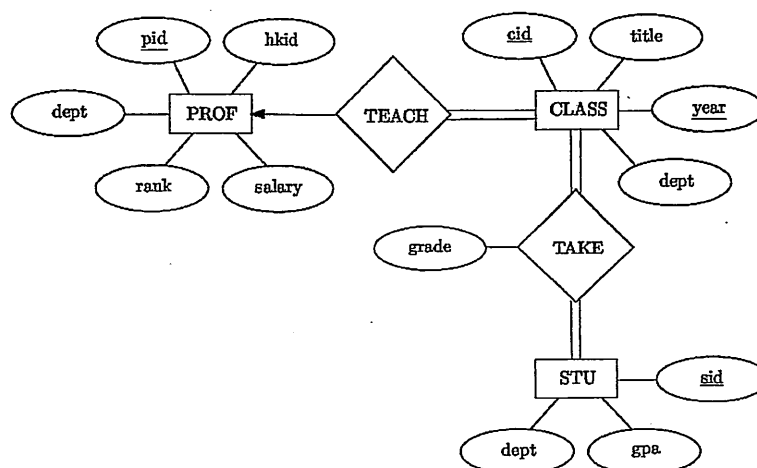 pid
hkid
cid
title
dept
PROF
TEACH
CLASS
year
rank
salary
dept
grade
TAKE
STU
sid
dept
gpa